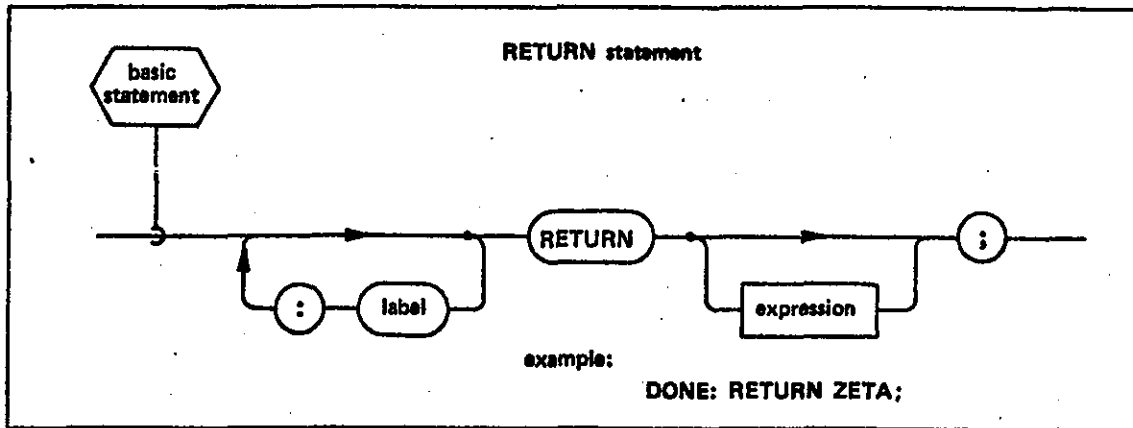 RETURN statement
basic
statement
RETURN
;
:
label
expression
example:
DONE: RETURN ZETA;